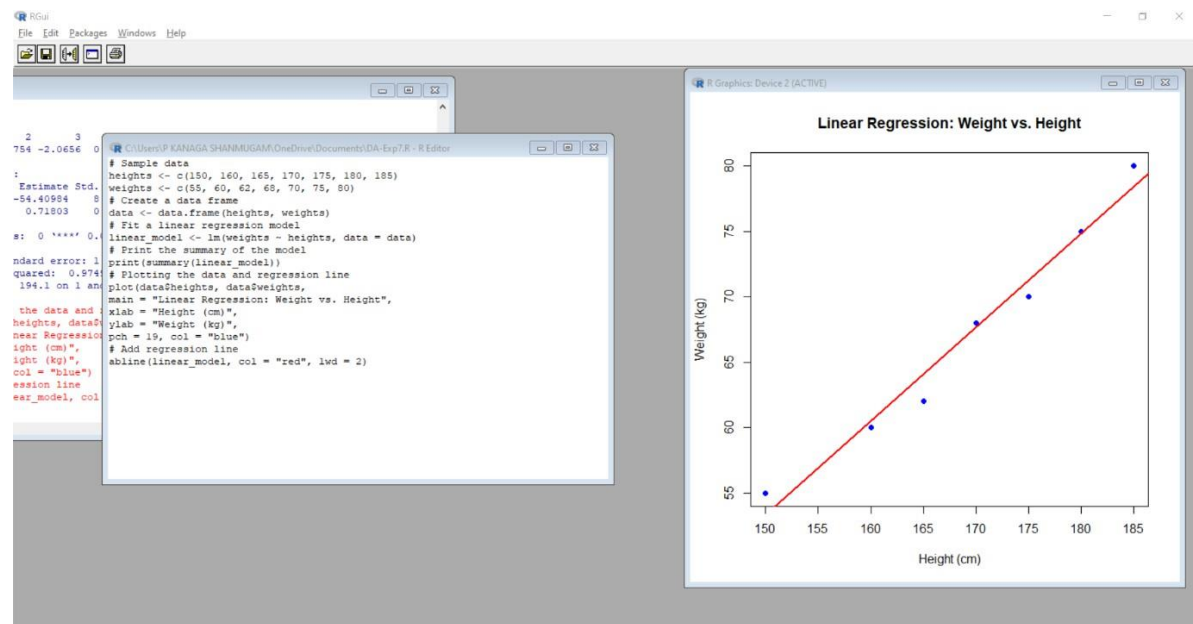 RGui
File Edit Packages Windows Help
2 3
754 -2.0656 0
:
Estimate Std.
-54.40984 8
0.71803 0
s: 0 '***' 0.0
ndard error: 1
quared: 0.9749
194.1 on 1 and
the data and
heights, data$w
near Regression
ight (cm)",
ight (kg)",
col = "blue")
ession line
ear_model, col
C:\Users\P KANAGA SHANMUGAM\OneDrive\Documents\DA-Exp7.R - R Editor
# Sample data
heights <- c(150, 160, 165, 170, 175, 180, 185)
weights <- c(55, 60, 62, 68, 70, 75, 80)
# Create a data frame
data <- data.frame(heights, weights)
# Fit a linear regression model
linear_model <- lm(weights ~ heights, data = data)
# Print the summary of the model
print(summary(linear_model))
# Plotting the data and regression line
plot(data$heights, data$weights,
main = "Linear Regression: Weight vs. Height",
xlab = "Height (cm)",
ylab = "Weight (kg)",
pch = 19, col = "blue")
# Add regression line
abline(linear_model, col = "red", lwd = 2)
R Graphics: Device 2 (ACTIVE)
Linear Regression: Weight vs. Height
Weight (kg)
80
75
70
65
60
55
150 155 160 165 170 175 180 185
Height (cm)